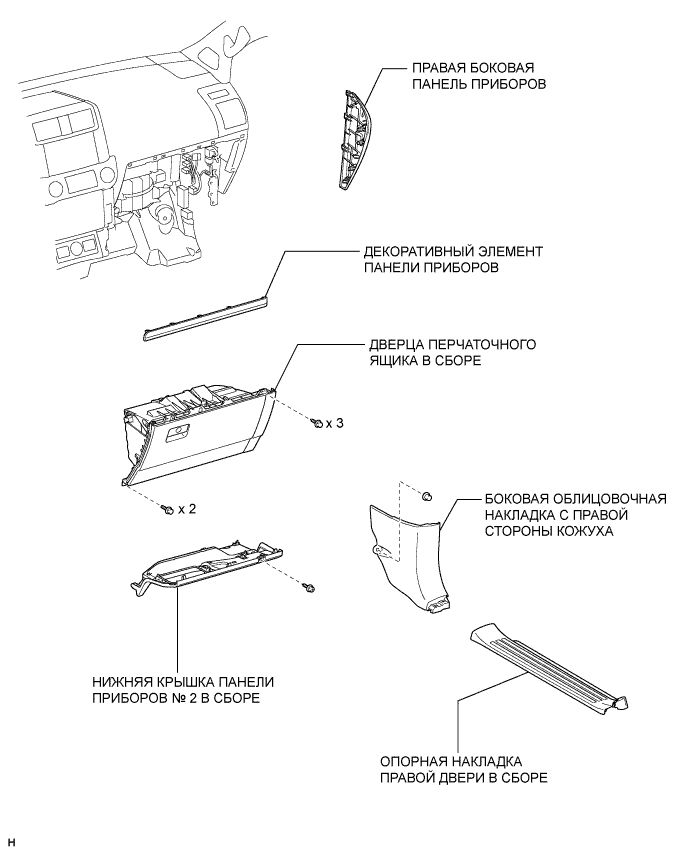 ПРАВАЯ БОКОВАЯ
ПАНЕЛЬ ПРИБОРОВ
ДЕКОРАТИВНЫЙ ЭЛЕМЕНТ
ПАНЕЛИ ПРИБОРОВ
ДВЕРЦА ПЕРЧАТОЧНОГО
ЯЩИКА В СБОРЕ
x 3
x 2
БОКОВАЯ ОБЛИЦОВОЧНАЯ
НАКЛАДКА С ПРАВОЙ
СТОРОНЫ КОЖУХА
НИЖНЯЯ КРЫШКА ПАНЕЛИ
ПРИБОРОВ № 2 В СБОРЕ
ОПОРНАЯ НАКЛАДКА
ПРАВОЙ ДВЕРИ В СБОРЕ
H